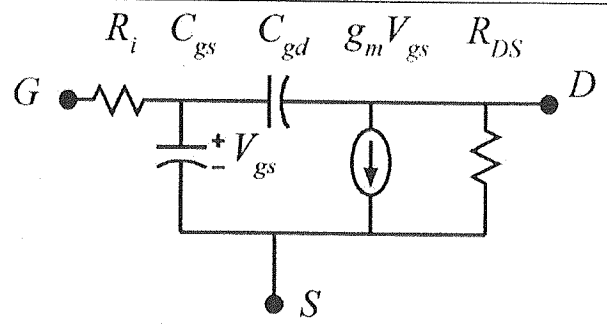 R_i C_gs C_gd g_m V_gs R_DS
G D
+ V_gs
−
S